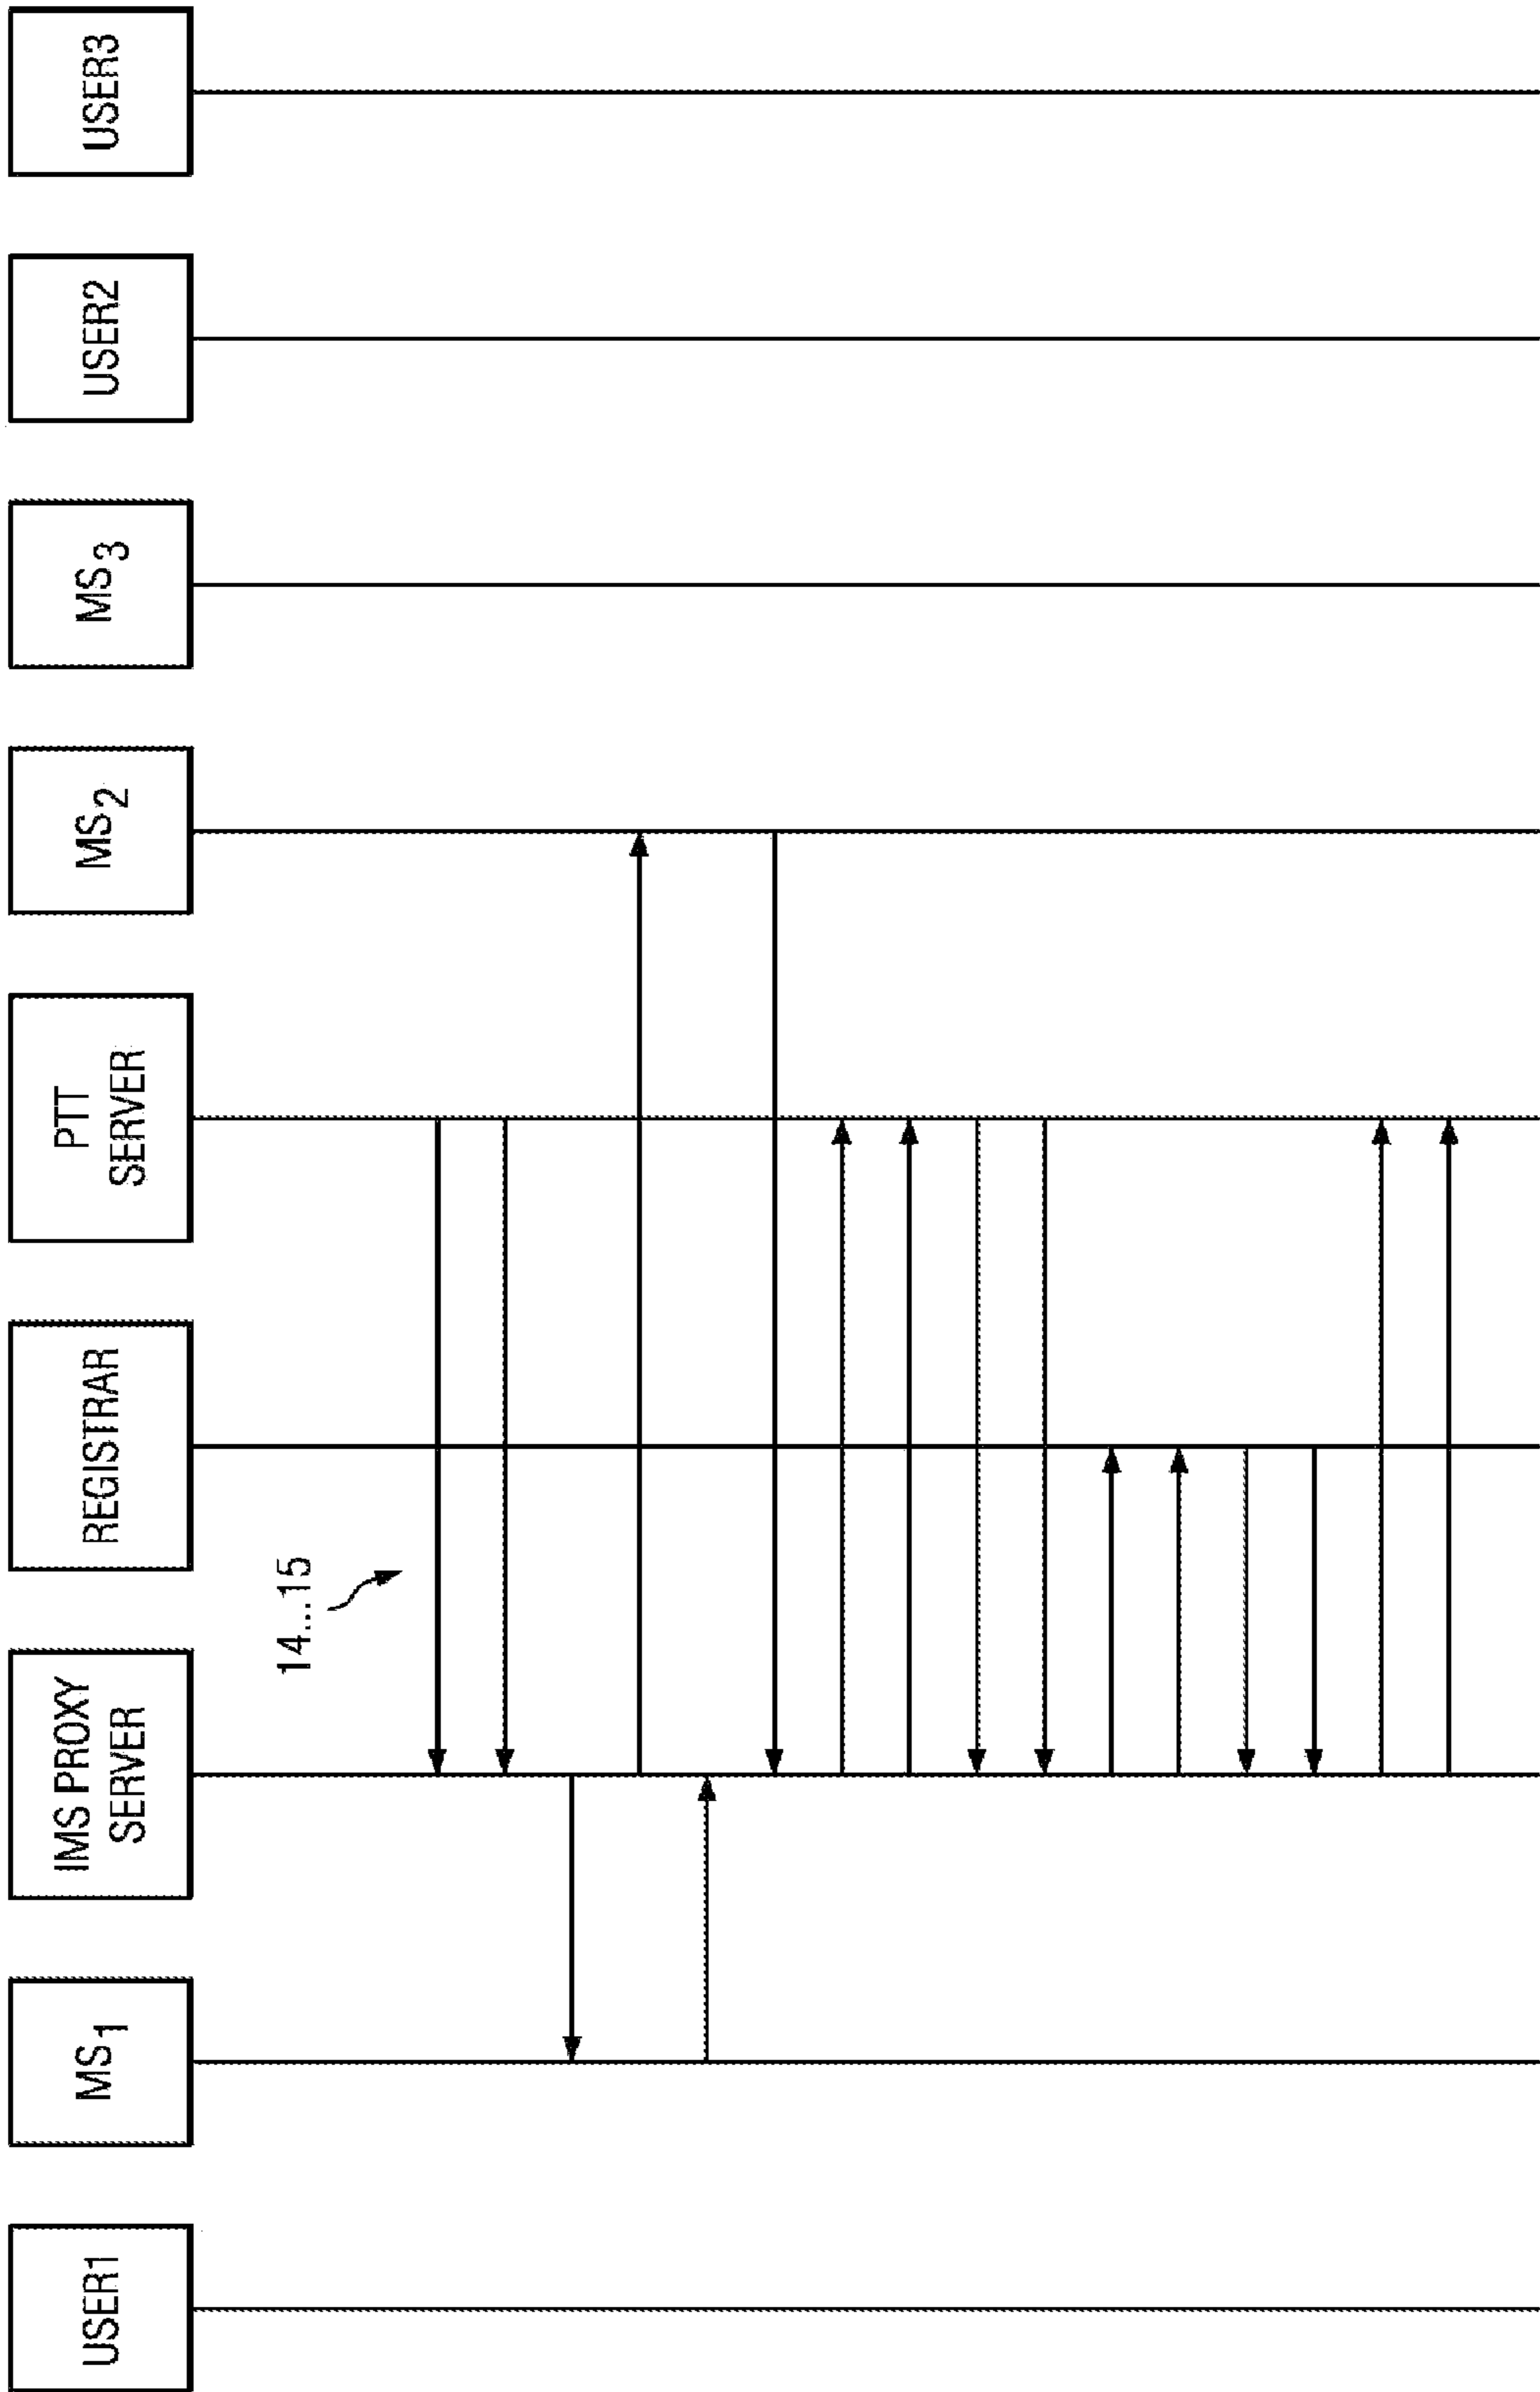 USER1
MS1
IMS PROXY
SERVER
REGISTRAR
PTT
SERVER
MS2
MS3
USER2
USER3
14...15